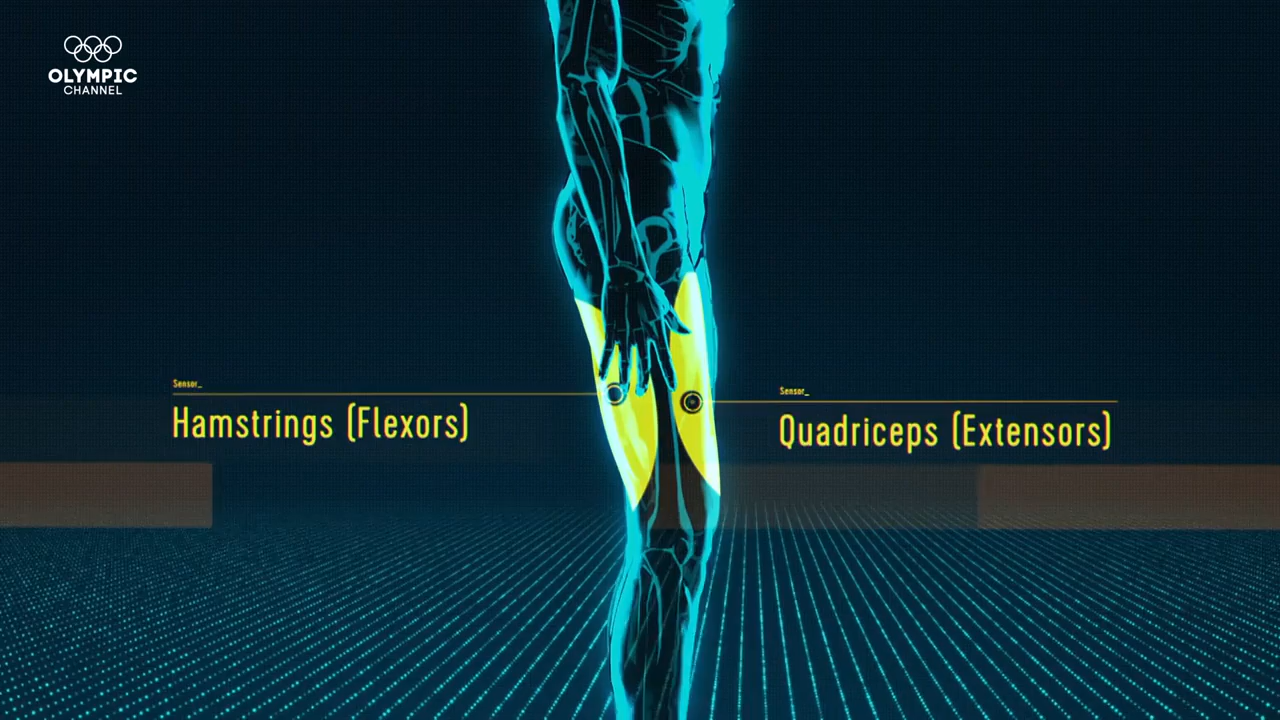 OLYMPIC
CHANNEL
Sensor_
Hamstrings (Flexors)
Sensor_
Quadriceps (Extensors)